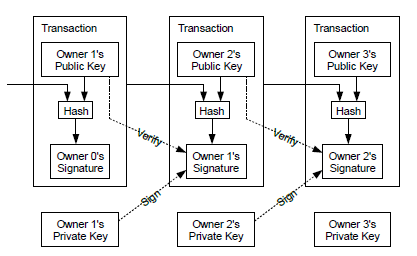 Transaction
Transaction
Transaction
Owner 1's
Public Key
Owner 2's
Public Key
Owner 3's
Public Key
Hash
Hash
Hash
Verify
Verify
Owner 0's
Signature
Owner 1's
Signature
Owner 2's
Signature
Sign
Sign
Owner 1's
Private Key
Owner 2's
Private Key
Owner 3's
Private Key